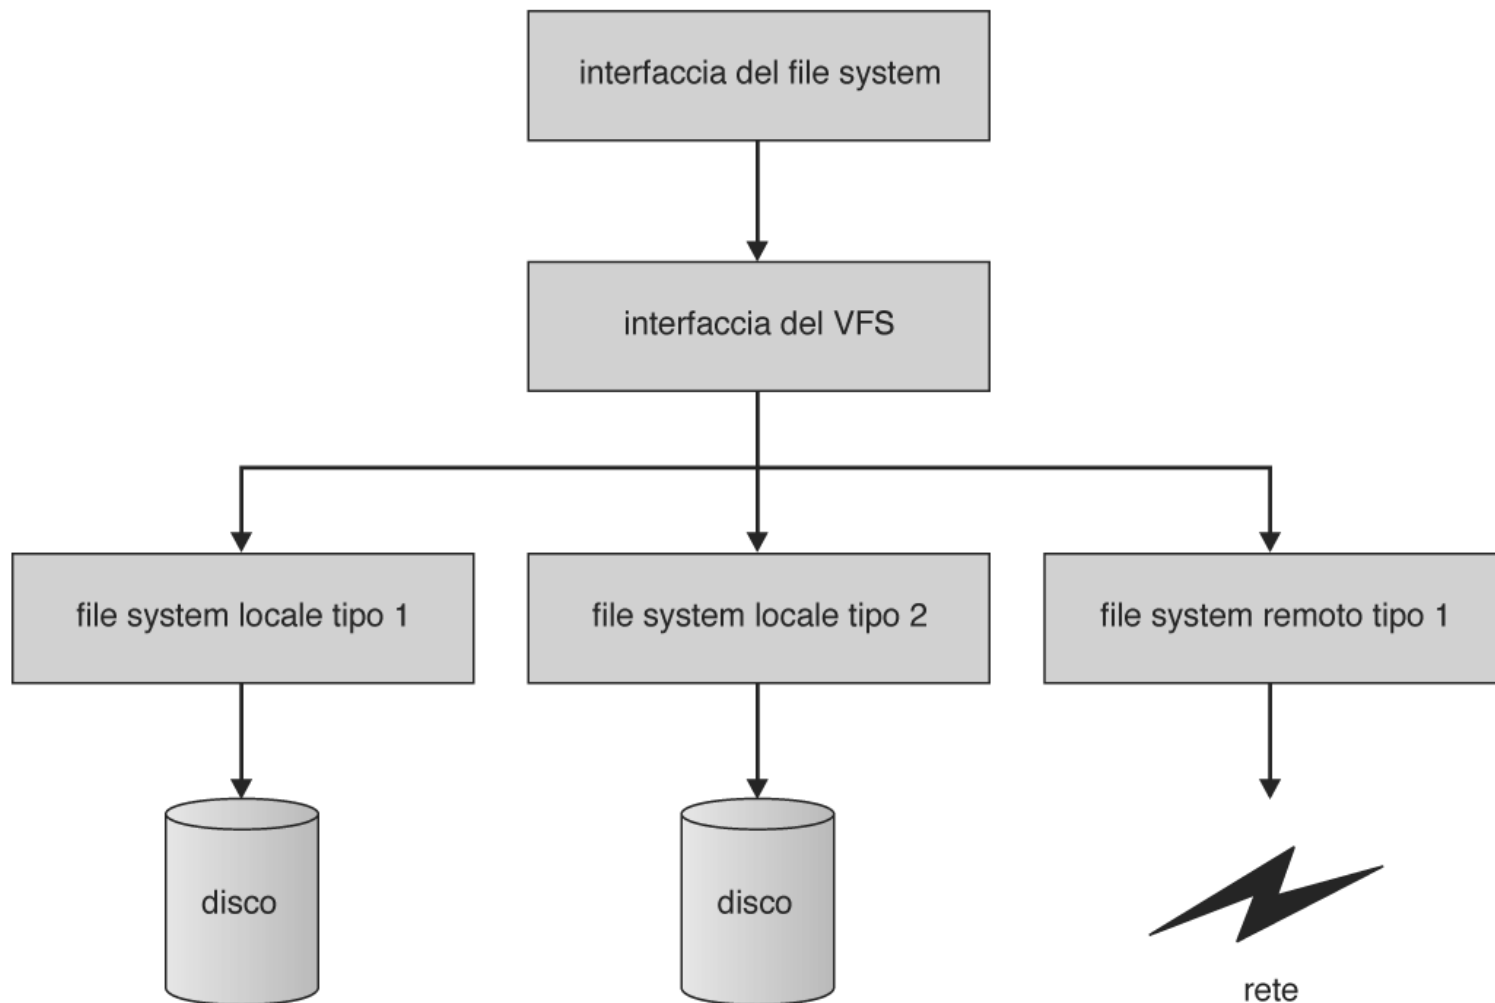 interfaccia del file system
interfaccia del VFS
file system locale tipo 1
file system locale tipo 2
file system remoto tipo 1
disco
disco
rete